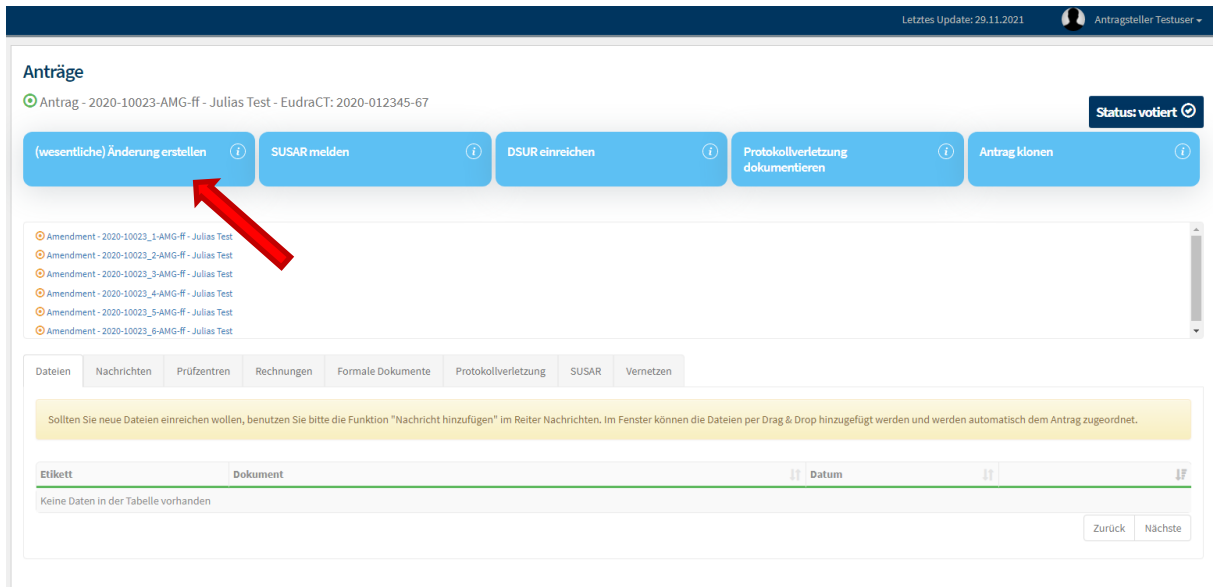 Letztes Update: 29.11.2021 Antragsteller Testuser
Anträge
Antrag - 2020-10023-AMG-ff - Julias Test - EudraCT: 2020-012345-67
Status: votiert
(wesentliche) Änderung erstellen i SUSAR melden i DSUR einreichen i Protokollverletzung i Antrag klonen i
dokumentieren
Amendment - 2020-10023_1-AMG-ff - Julias Test
Amendment - 2020-10023_2-AMG-ff - Julias Test
Amendment - 2020-10023_3-AMG-ff - Julias Test
Amendment - 2020-10023_4-AMG-ff - Julias Test
Amendment - 2020-10023_5-AMG-ff - Julias Test
Amendment - 2020-10023_6-AMG-ff - Julias Test
Dateien Nachrichten Prüfzentren Rechnungen Formale Dokumente Protokollverletzung SUSAR Vernetzen
Sollten Sie neue Dateien einreichen wollen, benutzen Sie bitte die Funktion "Nachricht hinzufügen" im Reiter Nachrichten. Im Fenster können die Dateien per Drag & Drop hinzugefügt werden und werden automatisch dem Antrag zugeordnet.
Etikett Dokument Datum
Keine Daten in der Tabelle vorhanden
Zurück Nächste